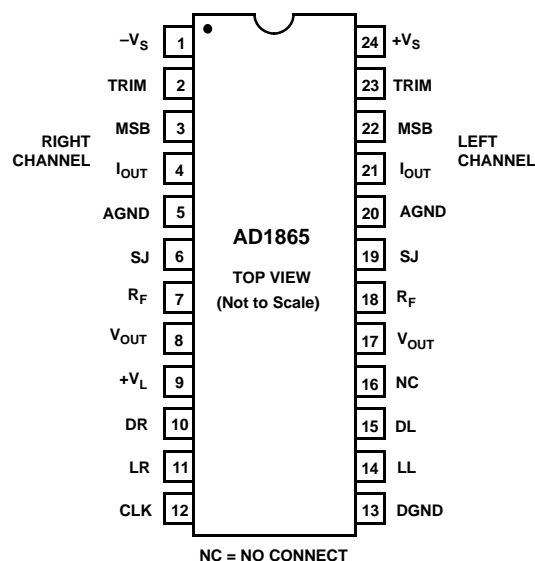 –VS 1 24 +VS
TRIM 2 23 TRIM
MSB 3 22 MSB
RIGHT CHANNEL
LEFT CHANNEL
IOUT 4 21 IOUT
AGND 5 20 AGND
AD1865
SJ 6 19 SJ
TOP VIEW
(Not to Scale)
RF 7 18 RF
VOUT 8 17 VOUT
+VL 9 16 NC
DR 10 15 DL
LR 11 14 LL
CLK 12 13 DGND
NC = NO CONNECT